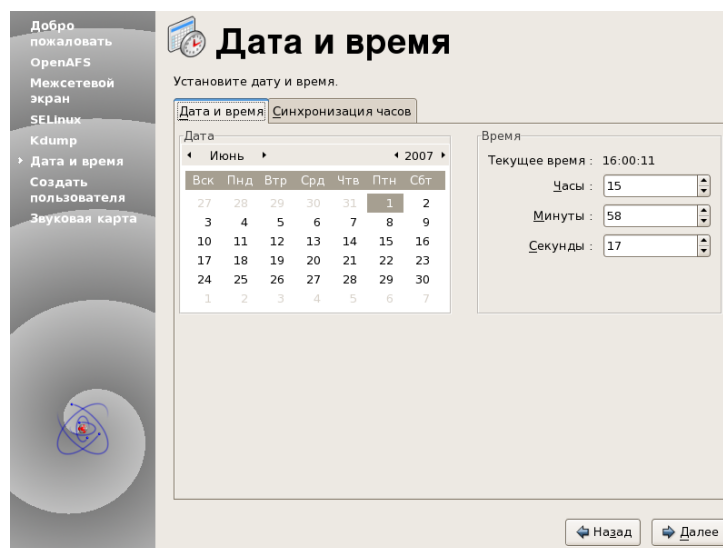 Добро
пожаловать
OpenAFS
Межсетевой
экран
SELinux
Kdump
Дата и время
Создать
пользователя
Звуковая карта
Дата и время
Установите дату и время.
Дата и время Синхронизация часов
Дата
Июнь 2007
Вск Пнд Втр Срд Чтв Птн Сбт
27 28 29 30 31 1 2
3 4 5 6 7 8 9
10 11 12 13 14 15 16
17 18 19 20 21 22 23
24 25 26 27 28 29 30
1 2 3 4 5 6 7
Время
Текущее время : 16:00:11
Часы : 15
Минуты : 58
Секунды : 17
Назад Далее